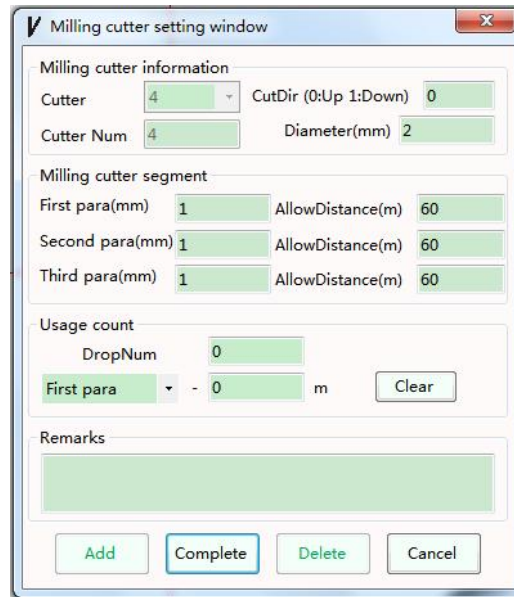 Milling cutter setting window
Milling cutter information
Cutter 4 CutDir (0:Up 1:Down) 0
Cutter Num 4 Diameter(mm) 2
Milling cutter segment
First para(mm) 1 AllowDistance(m) 60
Second para(mm) 1 AllowDistance(m) 60
Third para(mm) 1 AllowDistance(m) 60
Usage count
DropNum 0
First para - 0 m Clear
Remarks
Add Complete Delete Cancel